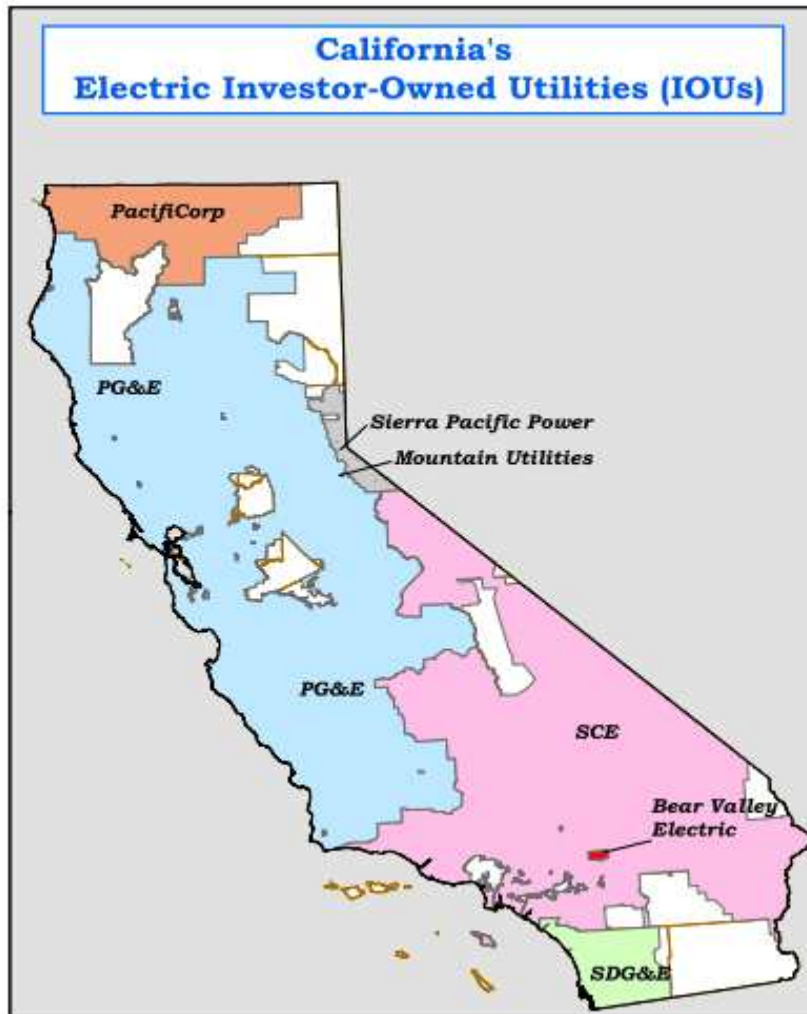 California's
Electric Investor-Owned Utilities (IOUs)
PacifiCorp
PG&E
Sierra Pacific Power
Mountain Utilities
PG&E
SCE
Bear Valley
Electric
SDG&E